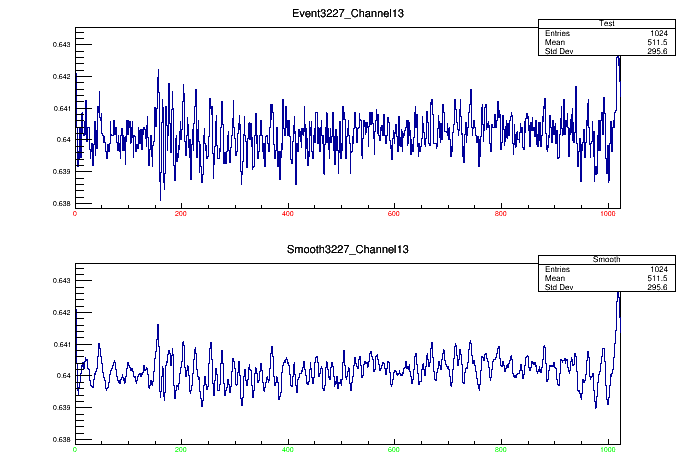 Event3227_Channel13
Test
Entries 1024
Mean 511.5
Std Dev 295.6
0.643
0.642
0.641
0.64
0.639
0.638
0 200 400 600 800 1000
Smooth3227_Channel13
Smooth
Entries 1024
Mean 511.5
Std Dev 295.6
0.643
0.642
0.641
0.64
0.639
0.638
0 200 400 600 800 1000